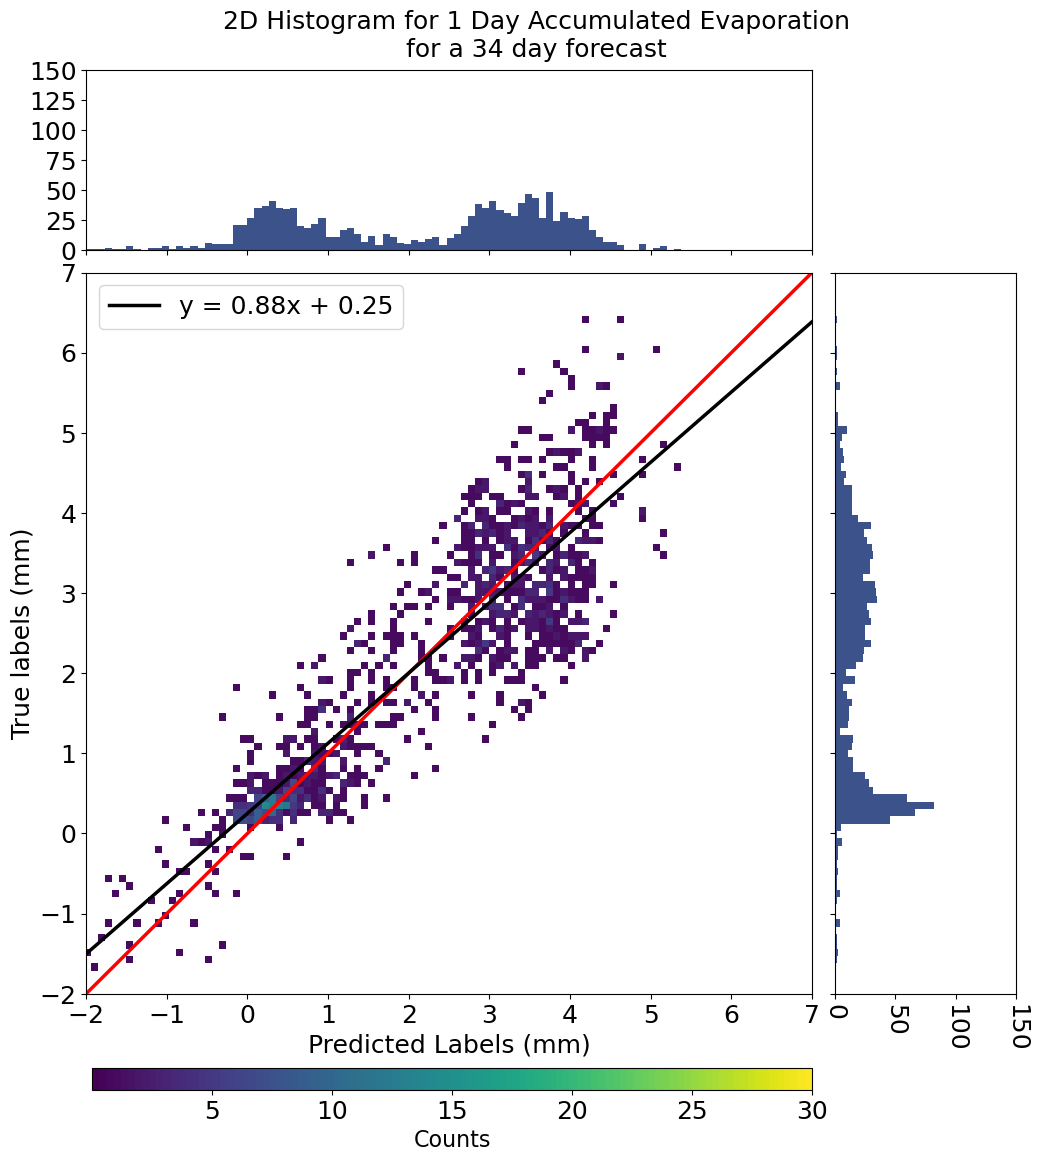 2D Histogram for 1 Day Accumulated Evaporation
for a 34 day forecast
150
125
100
75
50
25
0
7
6
5
4
3
2
1
0
−1
−2
True labels (mm)
y = 0.88x + 0.25
−2 −1 0 1 2 3 4 5 6 7
Predicted Labels (mm)
0 50 100 150
5 10 15 20 25 30
Counts